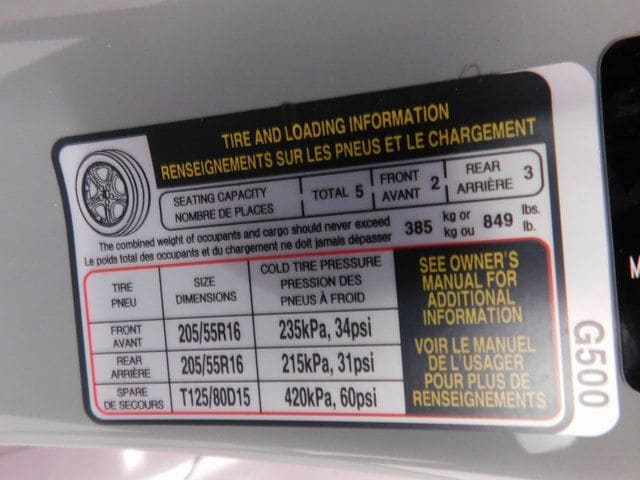 TIRE AND LOADING INFORMATION
RENSEIGNEMENTS SUR LES PNEUS ET LE CHARGEMENT
SEATING CAPACITY
NOMBRE DE PLACES
TOTAL 5
FRONT
AVANT 2
REAR
ARRIÈRE 3
The combined weight of occupants and cargo should never exceed
Le poids total des occupants et du chargement ne doit jamais dépasser
385 kg or
kg ou 849 lbs.
lb.
TIRE
PNEU
SIZE
DIMENSIONS
COLD TIRE PRESSURE
PRESSION DES
PNEUS À FROID
FRONT
AVANT
205/55R16
235kPa, 34psi
REAR
ARRIÈRE
205/55R16
215kPa, 31psi
SPARE
DE SECOURS
T125/80D15
420kPa, 60psi
SEE OWNER'S
MANUAL FOR
ADDITIONAL
INFORMATION
VOIR LE MANUEL
DE L'USAGER
POUR PLUS DE
RENSEIGNEMENTS
G500
M